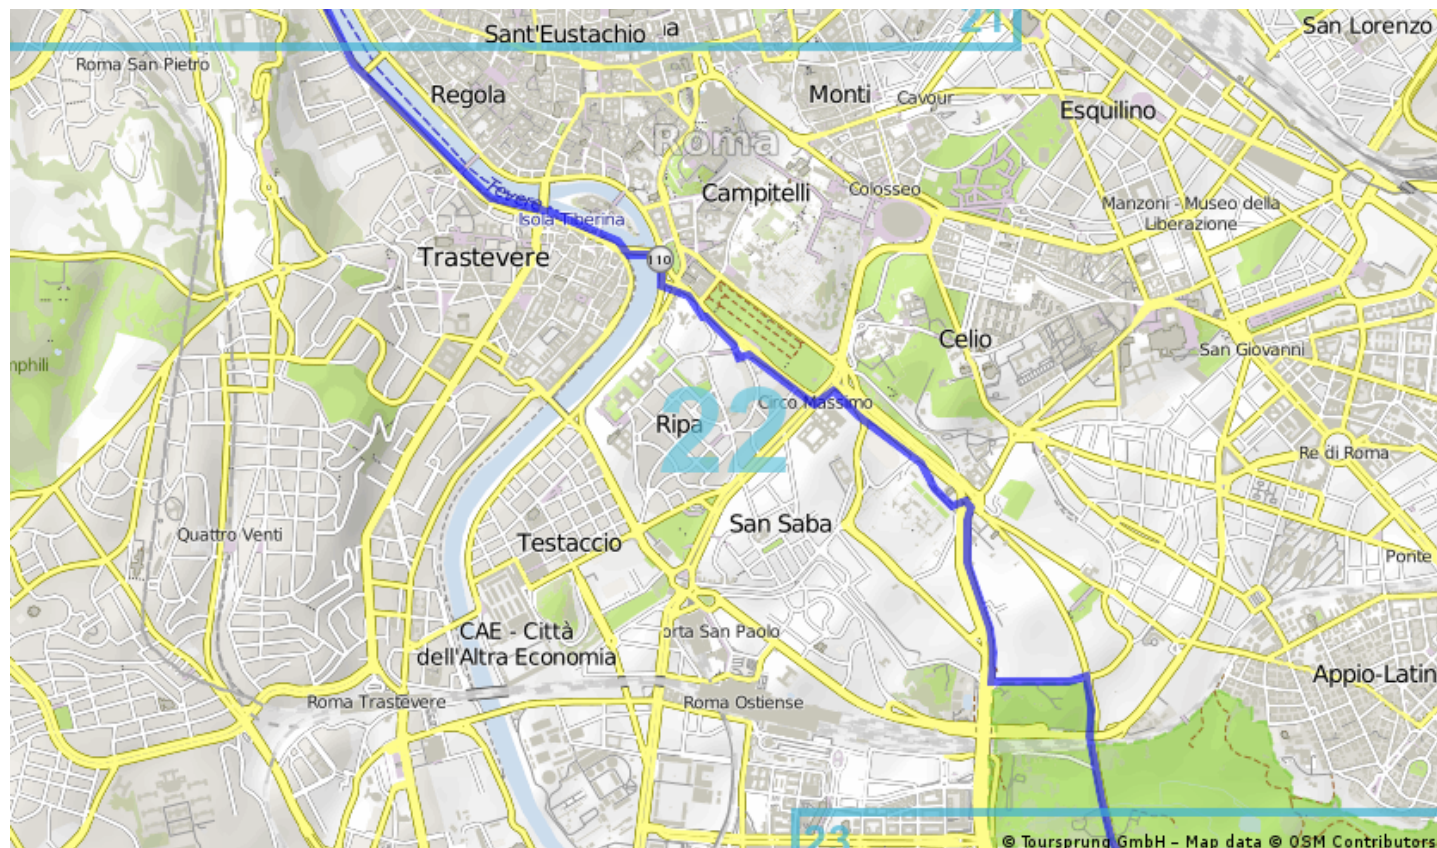 21
San Lorenzo
Sant'Eustachio
Roma San Pietro
Regola
Monti
Cavour
Esquilino
Roma
Campitelli
Colosseo
Tevere
Isola Tiberina
Manzoni - Museo della
Liberazione
Trastevere
110
Celio
San Giovanni
Circo Massimo
22
Ripa
Re di Roma
San Saba
Quattro Venti
Testaccio
Ponte
CAE - Città
dell'Altra Economia
orta San Paolo
Appio-Latin
Roma Trastevere
Roma Ostiense
23
© Toursprung GmbH – Map data © OSM Contributors